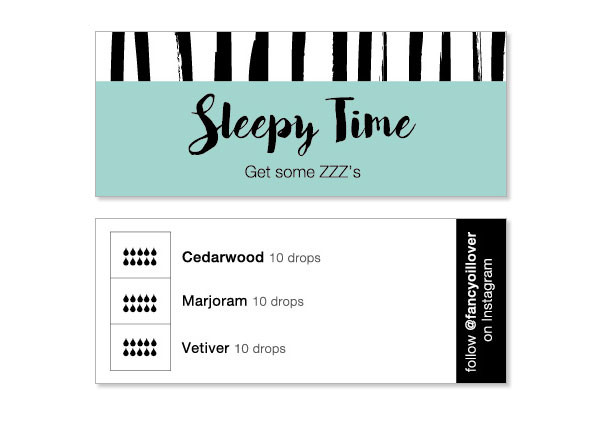 Sleepy Time
Get some ZZZ's
Cedarwood 10 drops
Marjoram 10 drops
Vetiver 10 drops
follow @fancyoillover
on Instagram